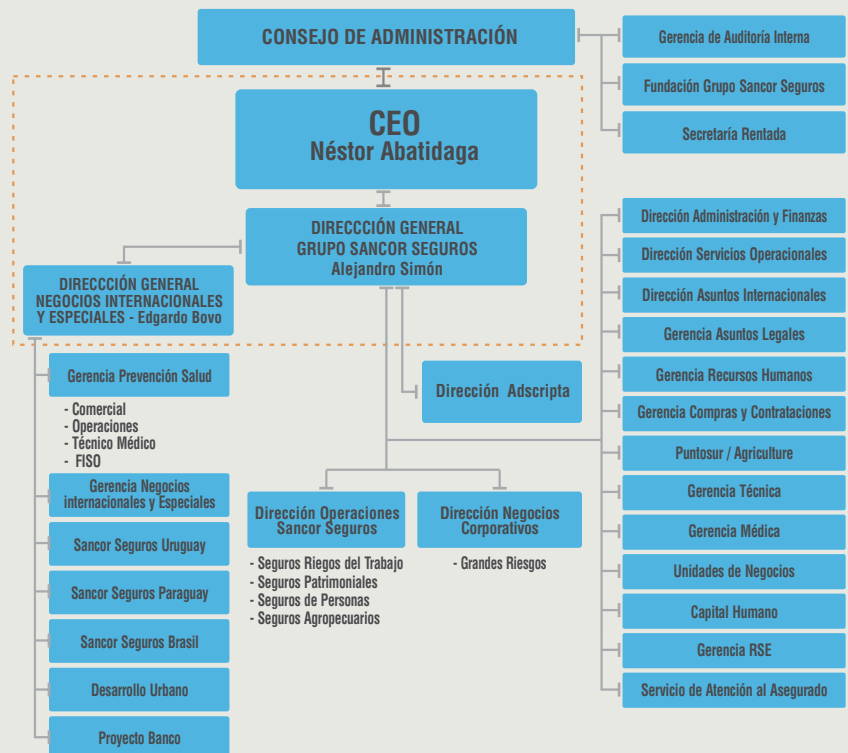 CONSEJO DE ADMINISTRACIÓN
Gerencia de Auditoría Interna
Fundación Grupo Sancor Seguros
Secretaría Rentada
CEO
Néstor Abatidaga
DIRECCCIÓN GENERAL
GRUPO SANCOR SEGUROS
Alejandro Simón
DIRECCCIÓN GENERAL
NEGOCIOS INTERNACIONALES
Y ESPECIALES - Edgardo Bovo
Gerencia Prevención Salud
- Comercial
- Operaciones
- Técnico Médico
- FISO
Gerencia Negocios
internacionales y Especiales
Sancor Seguros Uruguay
Sancor Seguros Paraguay
Sancor Seguros Brasil
Desarrollo Urbano
Proyecto Banco
Dirección Adscripta
Dirección Operaciones
Sancor Seguros
- Seguros Riegos del Trabajo
- Seguros Patrimoniales
- Seguros de Personas
- Seguros Agropecuarios
Dirección Negocios
Corporativos
- Grandes Riesgos
Dirección Administración y Finanzas
Dirección Servicios Operacionales
Dirección Asuntos Internacionales
Gerencia Asuntos Legales
Gerencia Recursos Humanos
Gerencia Compras y Contrataciones
Puntosur / Agriculture
Gerencia Técnica
Gerencia Médica
Unidades de Negocios
Capital Humano
Gerencia RSE
Servicio de Atención al Asegurado